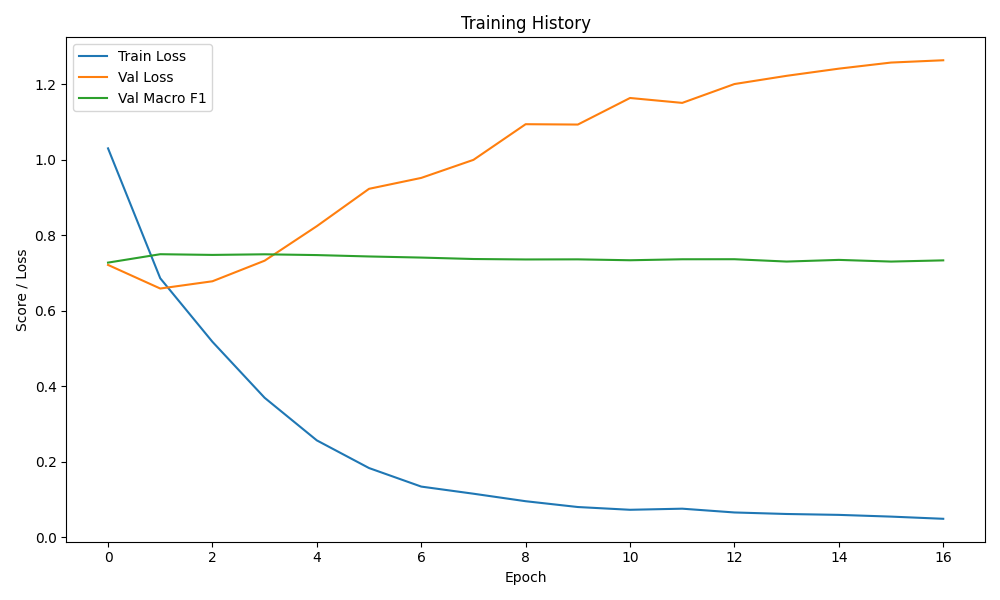 Training History
Train Loss
Val Loss
Val Macro F1
Score / Loss
1.2
1.0
0.8
0.6
0.4
0.2
0.0
0 2 4 6 8 10 12 14 16
Epoch